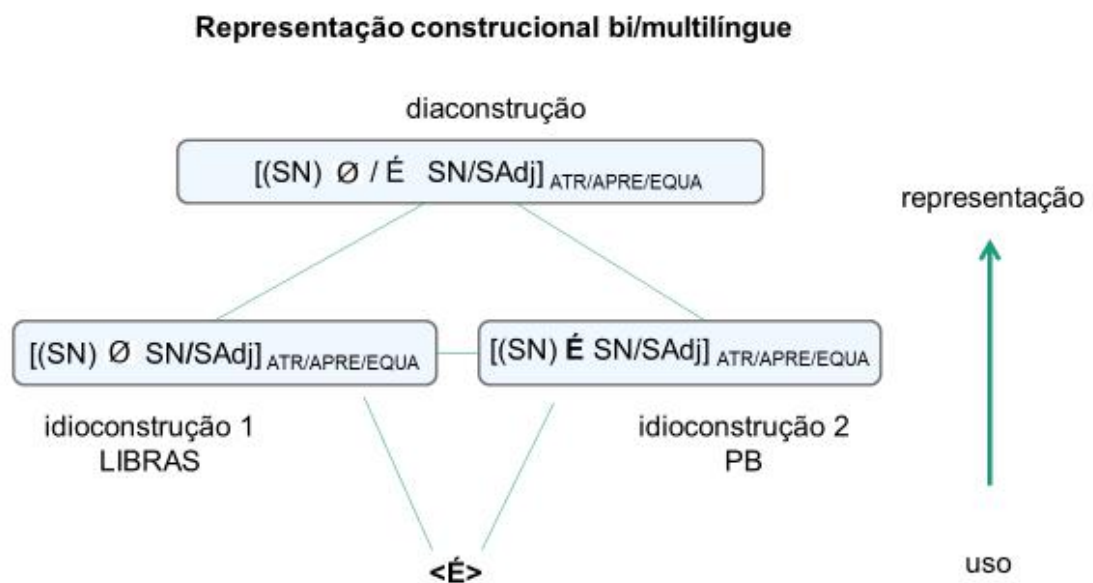 Representação construcional bi/multilíngue
diaconstrução
[(SN) Ø / É SN/SAdj] ATR/APRE/EQUA
representação
[(SN) Ø SN/SAdj] ATR/APRE/EQUA
[(SN) É SN/SAdj] ATR/APRE/EQUA
idioconstrução 1
LIBRAS
idioconstrução 2
PB
<É>
uso